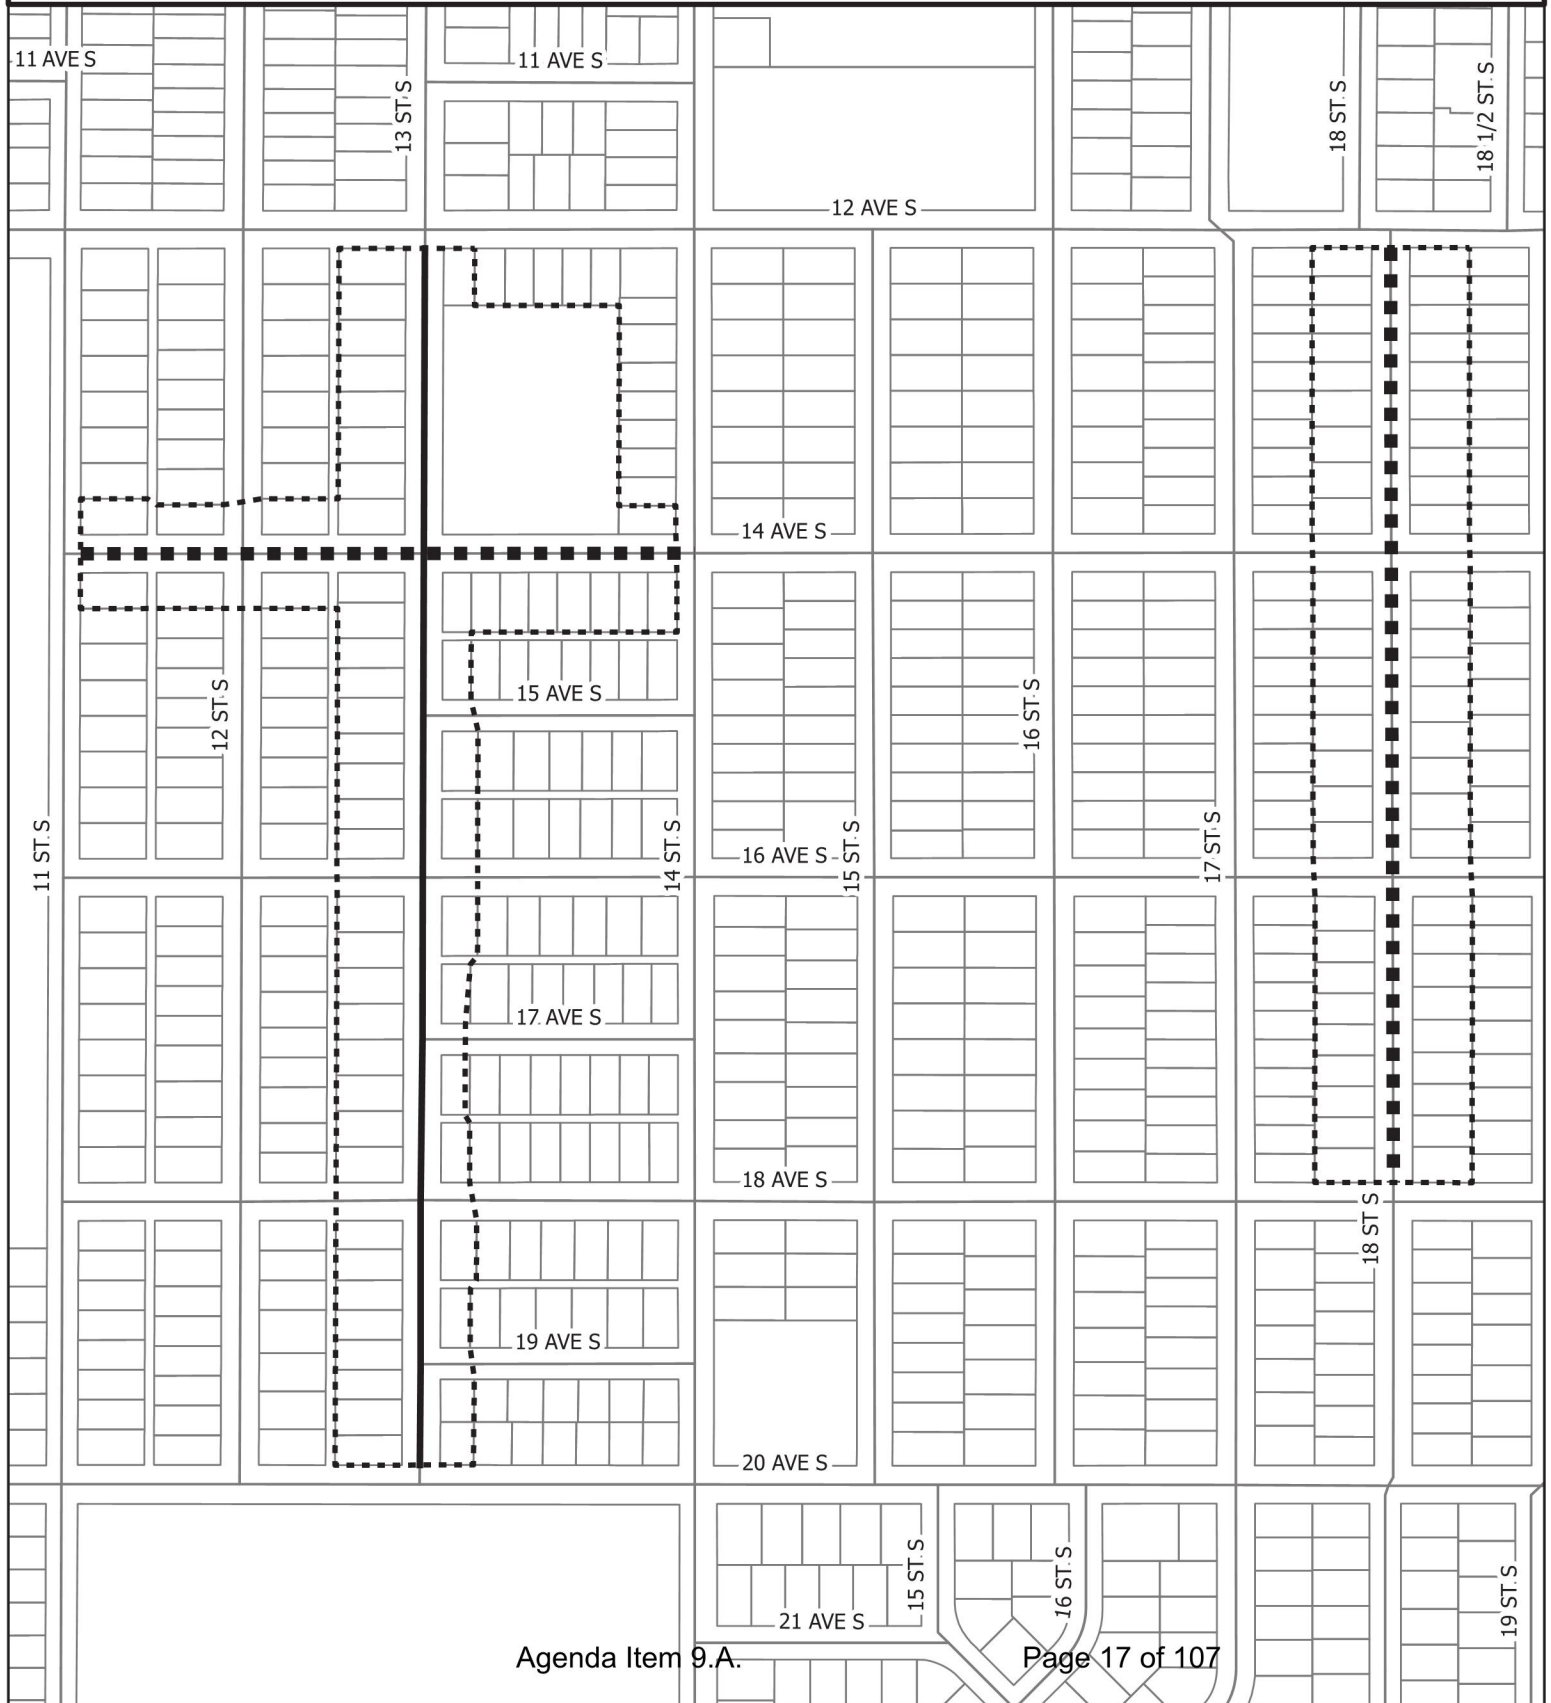 11 AVE S
11 AVE S
13 ST. S
18 ST. S
18 1/2 ST. S
12 AVE S
14 AVE S
12 ST. S
15 AVE S
16 ST. S
11 ST. S
14 ST. S
16 AVE S
15 ST. S
17 ST. S
17 AVE S
18 AVE S
18 ST S
19 AVE S
20 AVE S
15 ST. S
16 ST. S
19 ST. S
21 AVE S
Agenda Item 9.A.
Page 17 of 107